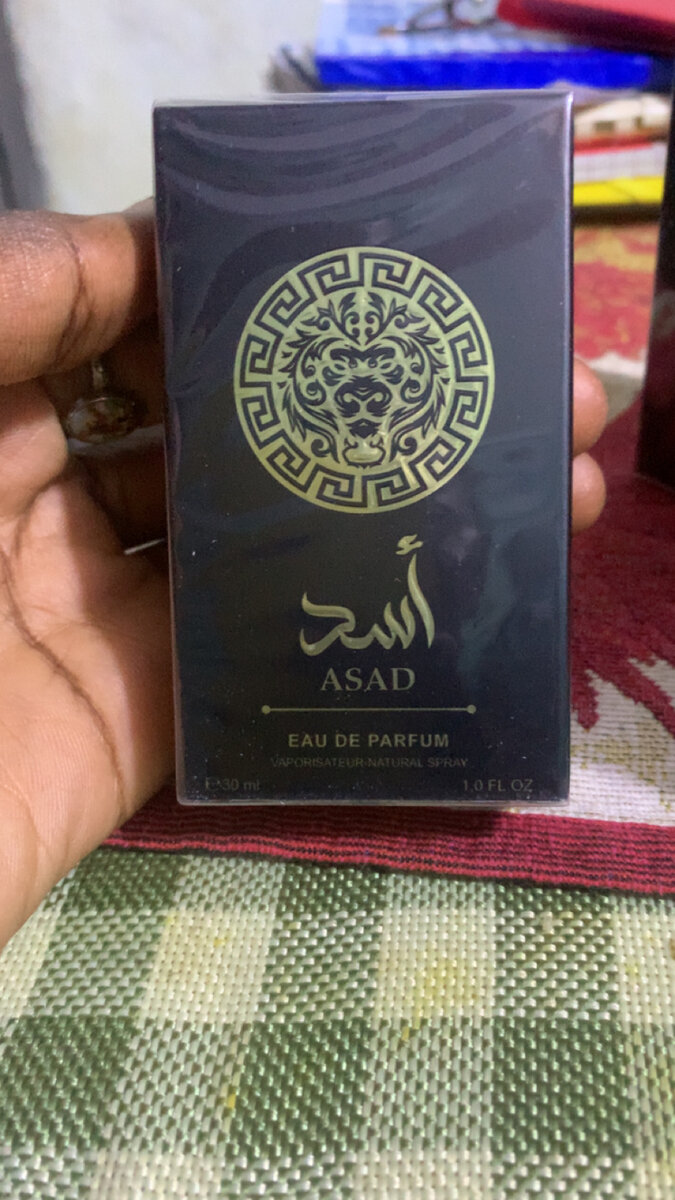 أسد
ASAD
EAU DE PARFUM
VAPORISATEUR-NATURAL SPRAY
E 30 ml 1.0 FL OZ